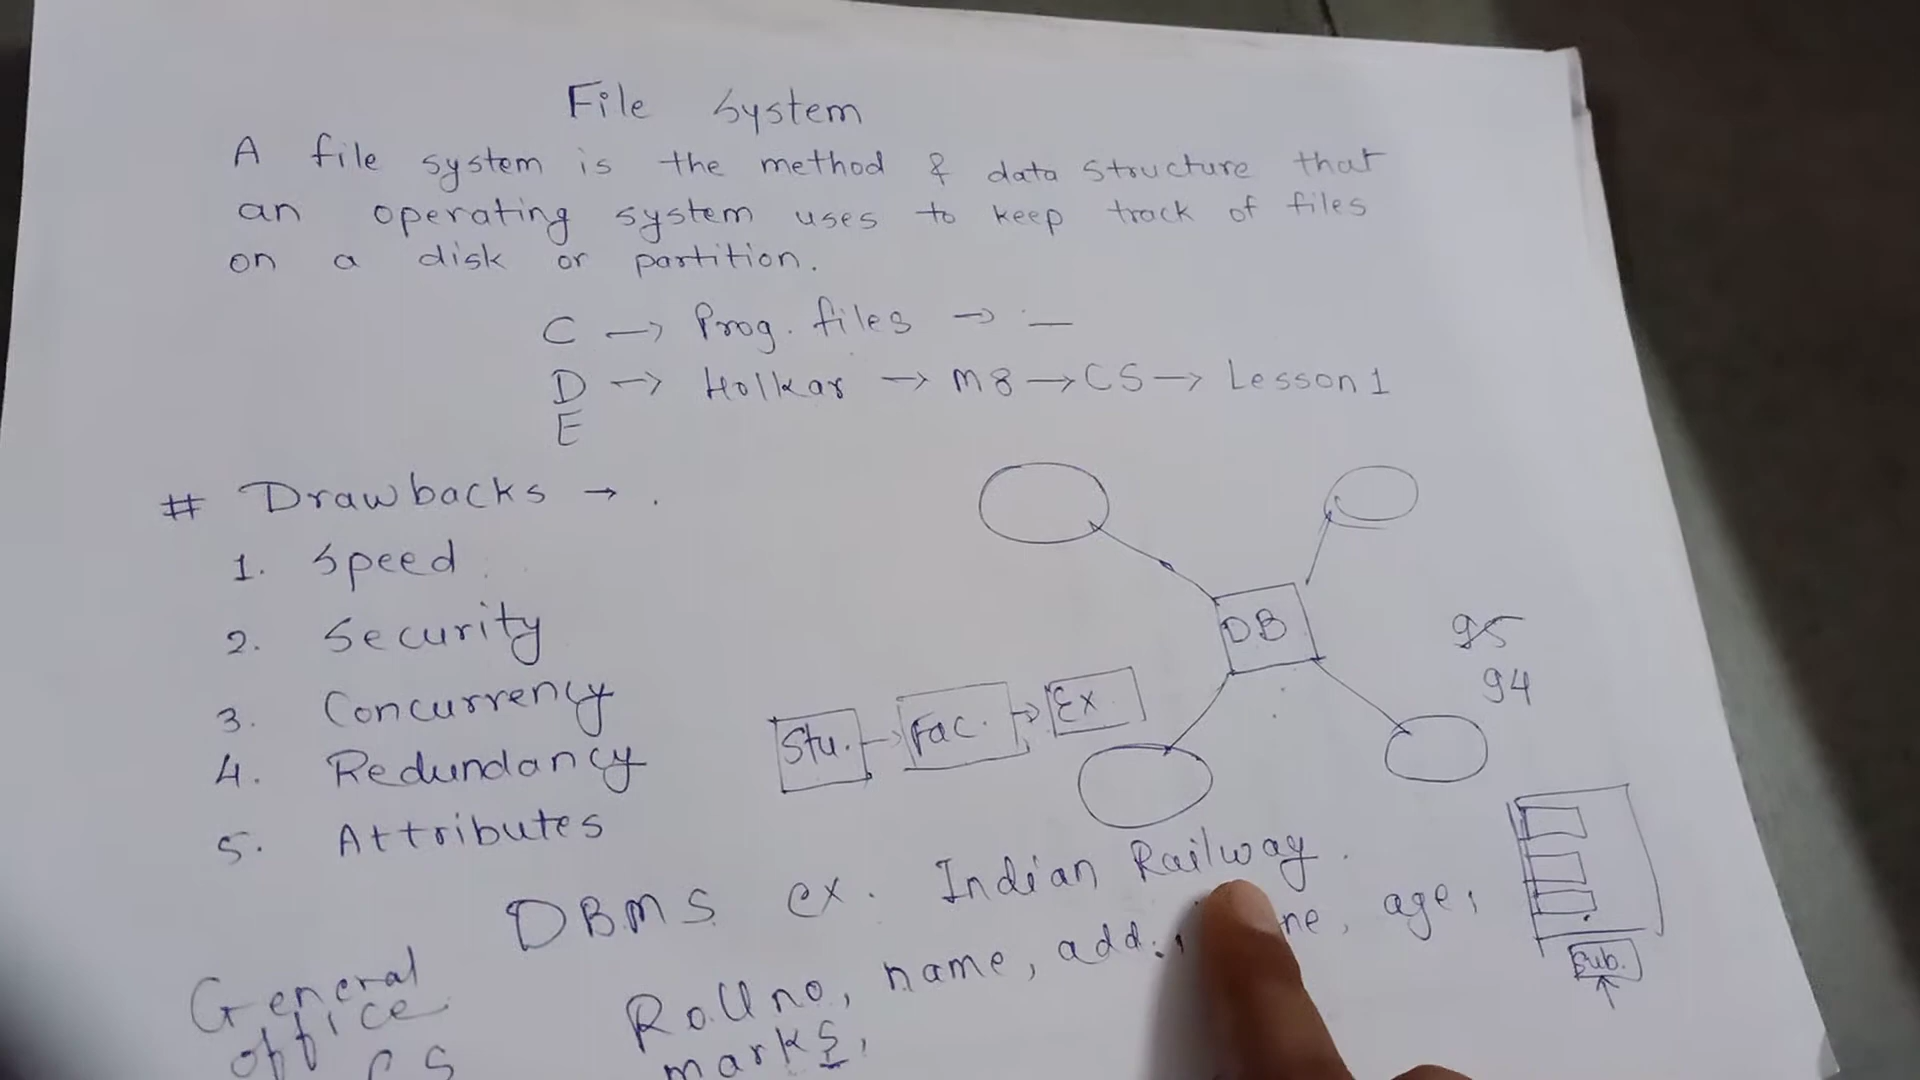 File System
A file system is the method & data structure that
an operating system uses to keep track of files
on a disk or partition.
C → Prog. files → —
D → Holkar → M8 → CS → Lesson 1
E
# Drawbacks → .
1. Speed
2. Security
3. Concurrency
4. Redundancy
5. Attributes
DB
95
94
Stu. → Fac. → Ex.
DBMS ex. Indian Railway.
Roll no, name, add., age,
marks,
Sub.
General
office
CS